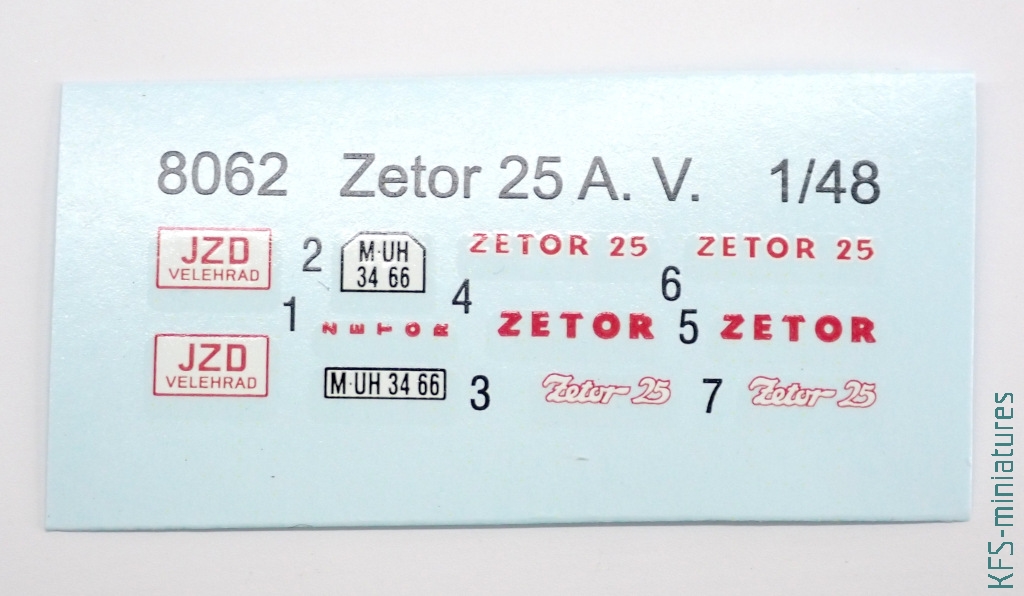 8062 Zetor 25 A. V. 1/48
JZD
VELEHRAD
2
M·UH
34 66
ZETOR 25
ZETOR 25
1
4
6
ZETOR
ZETOR
5
ZETOR
JZD
VELEHRAD
M·UH 34 66
3
Zetor 25
7
Zetor 25
KFS-miniatures